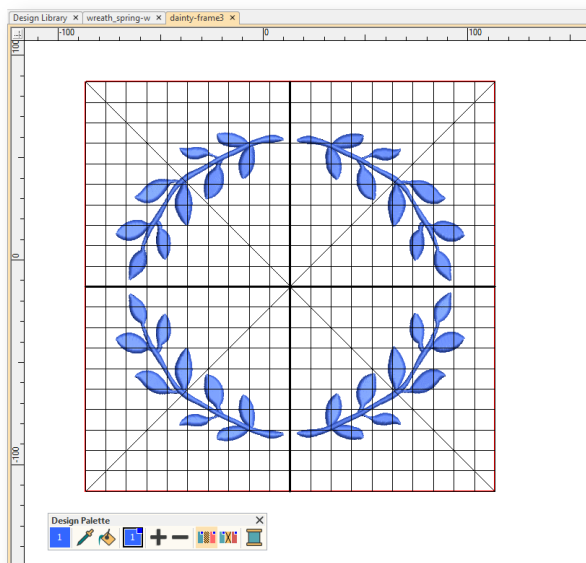 Design Library × wreath_spring-w × dainty-frame3 ×
-100 0 100
100
0
-100
Design Palette ×
1 1